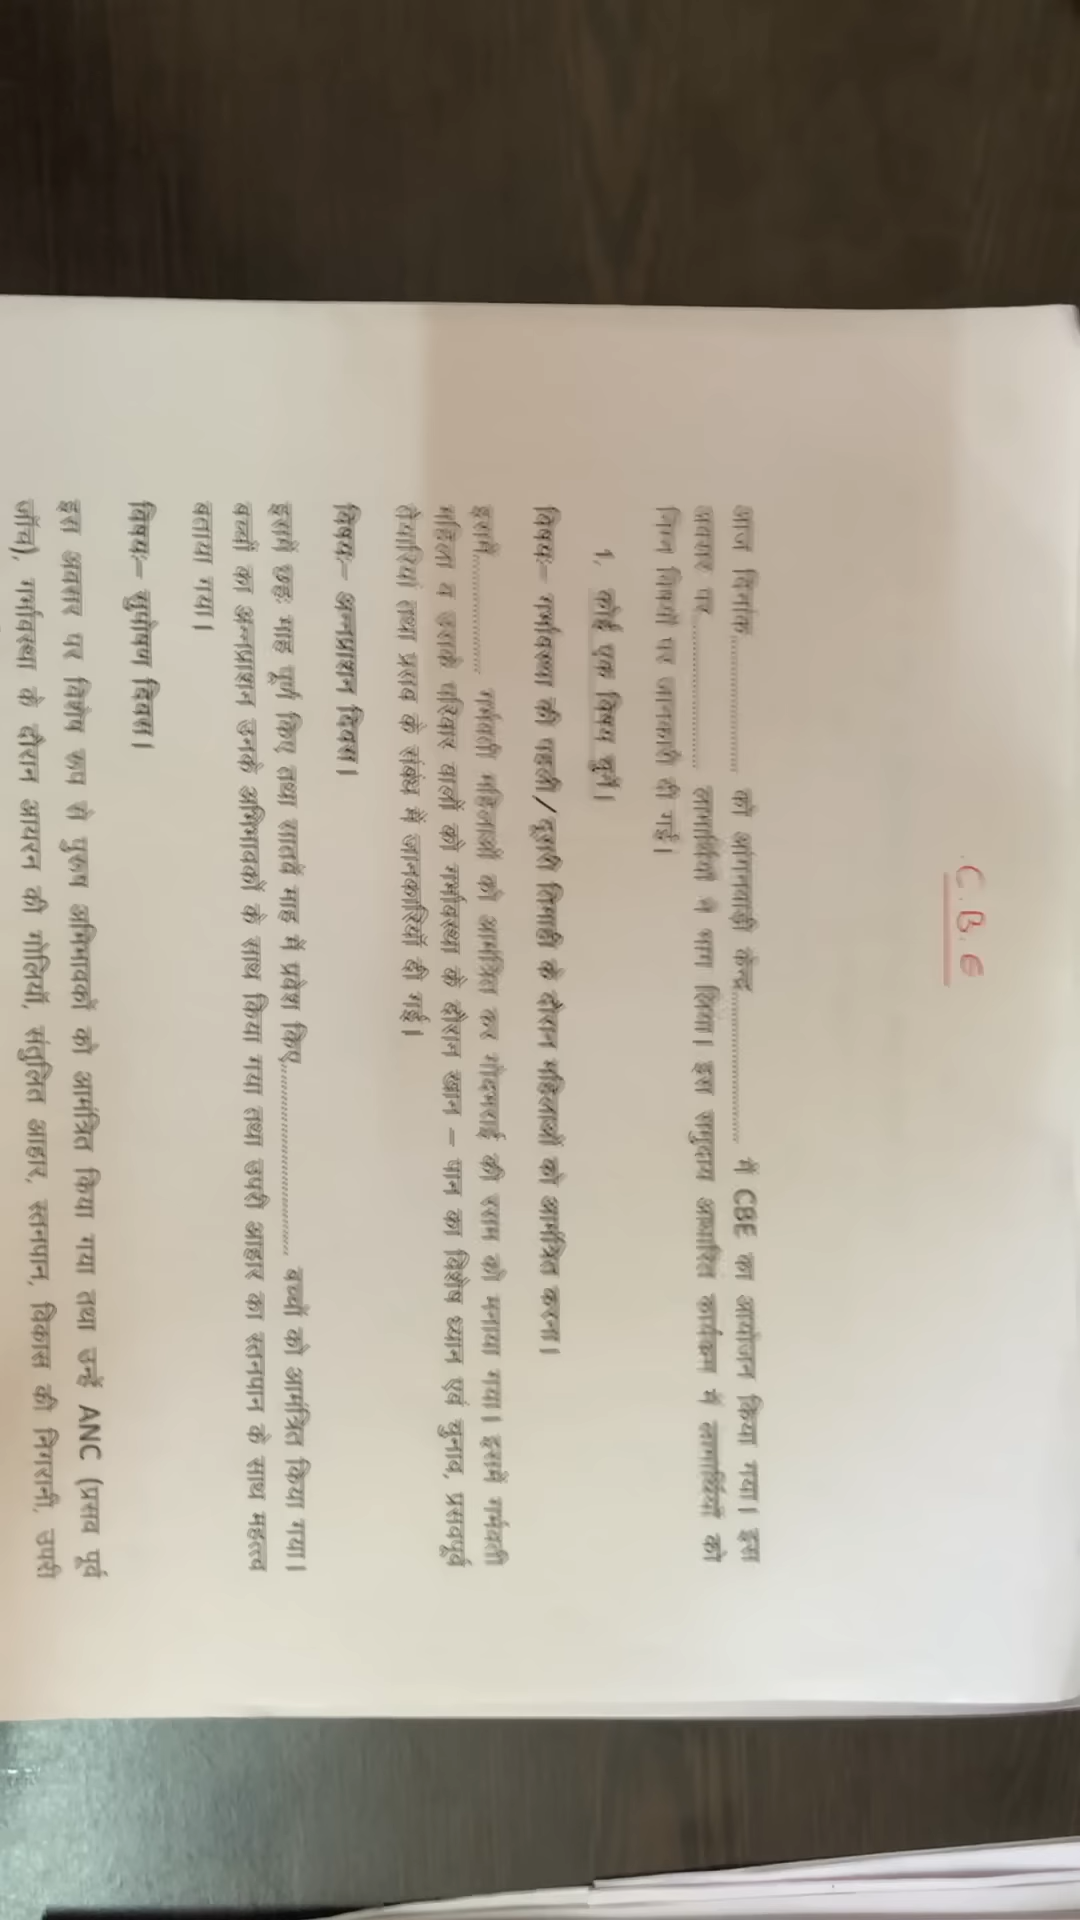 C.B.E
आज दिनांक........................ को आंगनवाड़ी केन्द्र........................... में CBE का आयोजन किया गया। इस
अवसर पर........................... लाभार्थियों ने भाग लिया। इस समुदाय आधारित कार्यक्रम में लाभार्थियों को
निम्न विषयों पर जानकारी दी गई।
1. कोई एक विषय चुनें।
विषयः– गर्भावस्था की पहली/दूसरी तिमाही के दौरान महिलाओं को आमंत्रित करना।
इसमें..................... गर्भवती महिलाओं को आमंत्रित कर गोदभराई की रसम को मनाया गया। इसमें गर्भवती
महिला व उसके परिवार वालों को गर्भावस्था के दौरान खान – पान का विशेष ध्यान एवं चुनाव, प्रसवपूर्व
तैयारियां तथा प्रसव के संबंध में जानकारियाँ दी गई।
विषयः– अन्नप्राशन दिवस।
इसमें छहः माह पूर्ण किए तथा सातवें माह में प्रवेश किए................................. बच्चों को आमंत्रित किया गया।
बच्चों का अन्नप्राशन उनके अभिभावकों के साथ किया गया तथा उपरी आहार का स्तनपान के साथ महत्त्व
बताया गया।
विषयः– सुपोषण दिवस।
इस अवसर पर विशेष रूप से पुरूष अभिभावकों को आमंत्रित किया गया तथा उन्हें ANC (प्रसव पूर्व
जाँच), गर्भावस्था के दौरान आयरन की गोलियाँ, संतुलित आहार, स्तनपान, विकास की निगरानी, उपरी